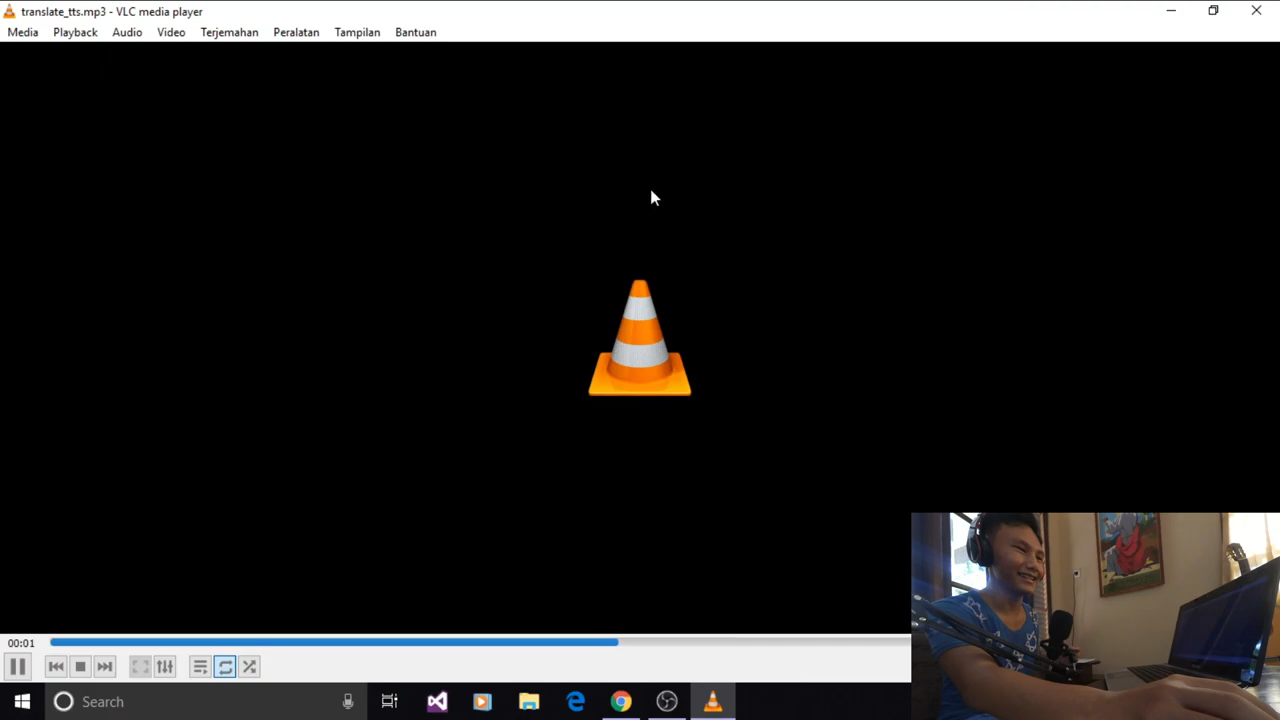 translate_tts.mp3 - VLC media player
Media Playback Audio Video Terjemahan Peralatan Tampilan Bantuan
00:01
Search